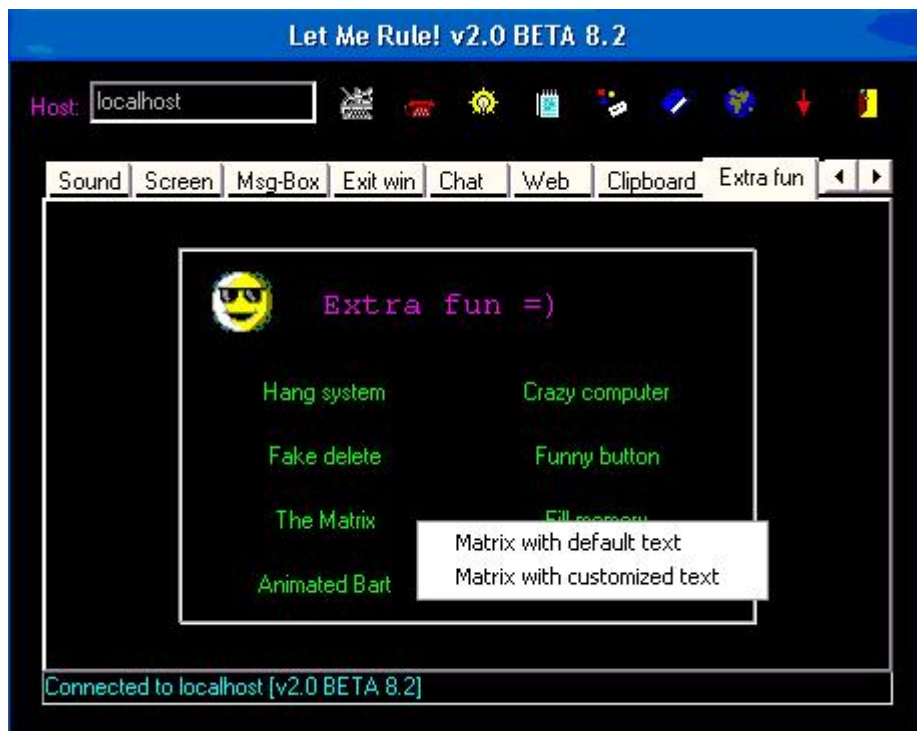 Let Me Rule! v2.0 BETA 8.2
Host: localhost
Sound Screen Msg-Box Exit win Chat Web Clipboard Extra fun
Extra fun =)
Hang system Crazy computer
Fake delete Funny button
The Matrix Fill memory
Matrix with default text
Matrix with customized text
Animated Bart
Connected to localhost [v2.0 BETA 8.2]